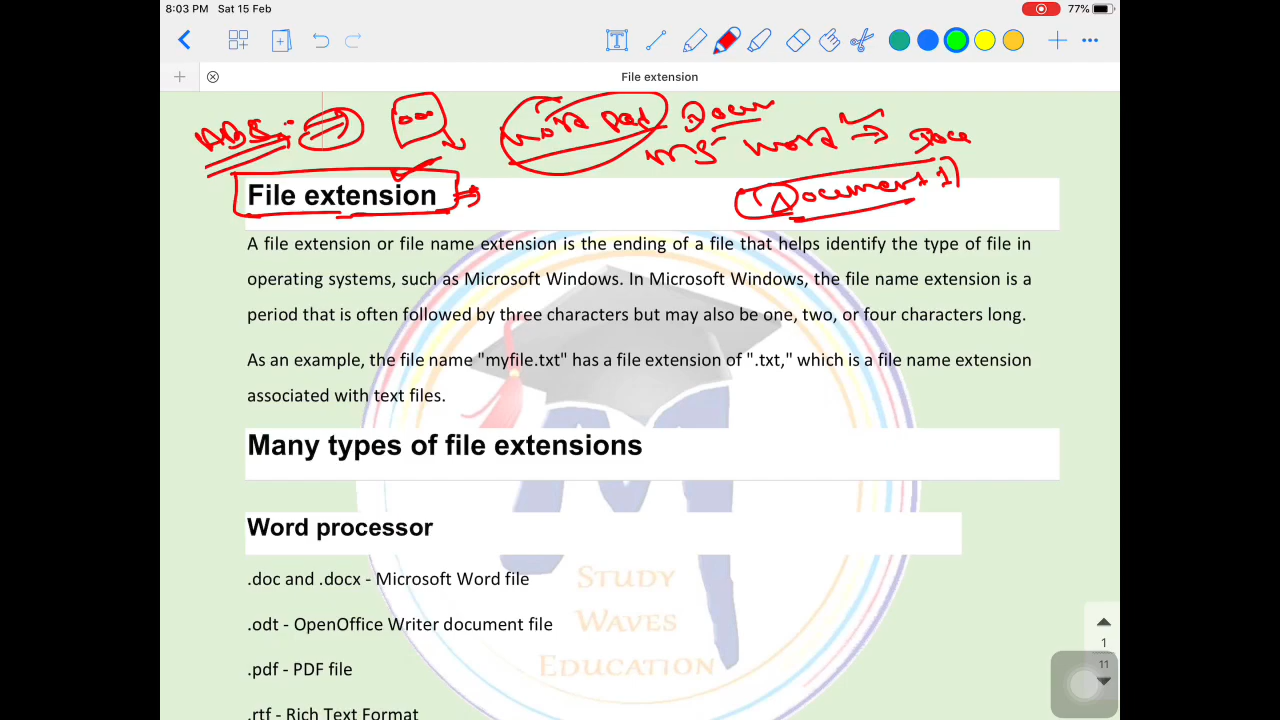 8:03 PM Sat 15 Feb
77%
File extension
word pad Docum
ms word ⇒ space
Document 1)
File extension ⇒
A file extension or file name extension is the ending of a file that helps identify the type of file in
operating systems, such as Microsoft Windows. In Microsoft Windows, the file name extension is a
period that is often followed by three characters but may also be one, two, or four characters long.
As an example, the file name "myfile.txt" has a file extension of ".txt," which is a file name extension
associated with text files.
Many types of file extensions
Word processor
.doc and .docx - Microsoft Word file
.odt - OpenOffice Writer document file
.pdf - PDF file
.rtf - Rich Text Format
STUDY
WAVES
EDUCATION
1
11